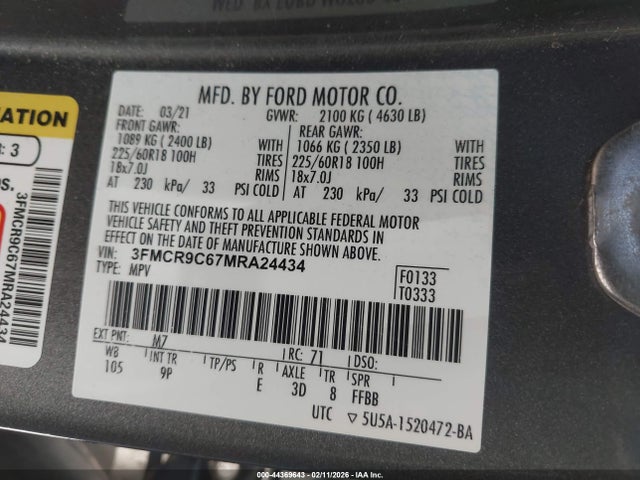 MFD. BY FORD MOTOR CO.
DATE: 03/21 GVWR: 2100 KG ( 4630 LB)
FRONT GAWR: REAR GAWR:
1089 KG ( 2400 LB) WITH 1066 KG ( 2350 LB) WITH
225/60R18 100H TIRES 225/60R18 100H TIRES
18x7.0J RIMS 18x7.0J RIMS
AT 230 kPa/ 33 PSI COLD AT 230 kPa/ 33 PSI COLD
THIS VEHICLE CONFORMS TO ALL APPLICABLE FEDERAL MOTOR
VEHICLE SAFETY AND THEFT PREVENTION STANDARDS IN
EFFECT ON THE DATE OF MANUFACTURE SHOWN ABOVE.
VIN: 3FMCR9C67MRA24434
TYPE: MPV
F0133
T0333
EXT PNT: M7 RC: 71 DSO:
WB INT TR TP/PS R AXLE TR SPR
105 9P E 3D 8 FFBB
UTC ▽ 5U5A-1520472-BA
MATION
: 3
3FMCR9C67MRA24434
000-44369643 - 02/11/2026 - IAAI.com